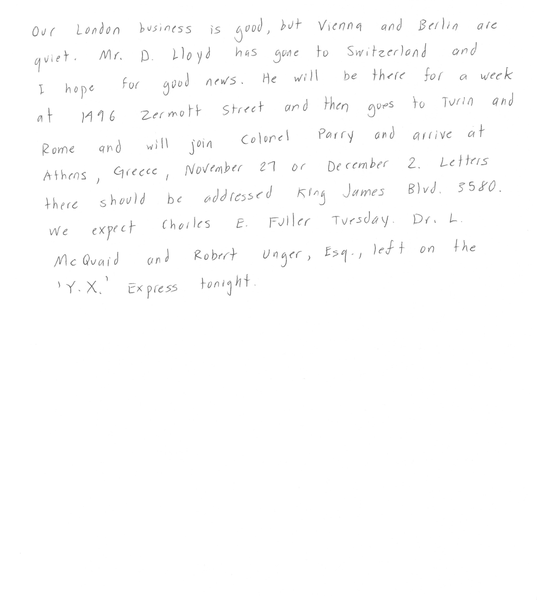 Our London business is good, but Vienna and Berlin are
quiet. Mr. D. Lloyd has gone to Switzerland and
I hope for good news. He will be there for a week
at 1496 Zermott Street and then goes to Turin and
Rome and will join Colonel Parry and arrive at
Athens, Greece, November 27 or December 2. Letters
there should be addressed King James Blvd. 3580.
We expect Charles E. Fuller Tuesday. Dr. L.
McQuaid and Robert Unger, Esq., left on the
'Y.X.' Express tonight.